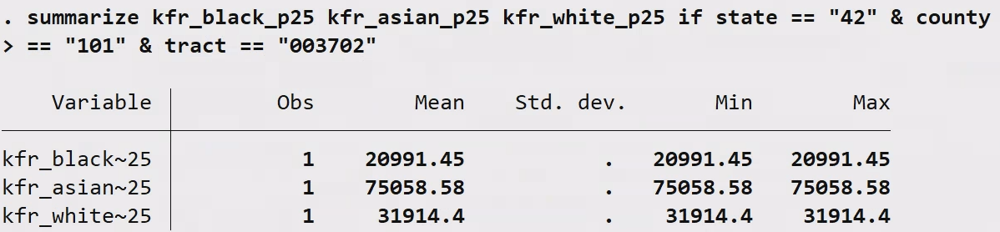 . summarize kfr_black_p25 kfr_asian_p25 kfr_white_p25 if state == "42" & county
> == "101" & tract == "003702"
Variable Obs Mean Std. dev. Min Max
kfr_black~25 1 20991.45 . 20991.45 20991.45
kfr_asian~25 1 75058.58 . 75058.58 75058.58
kfr_white~25 1 31914.4 . 31914.4 31914.4